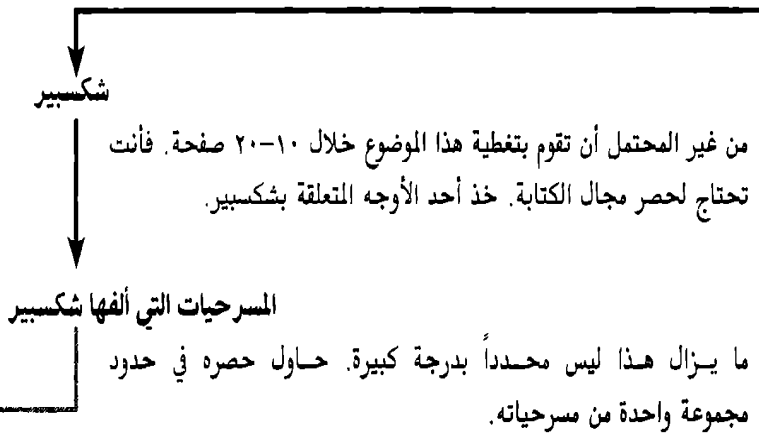 شكسبير
من غير المحتمل أن تقوم بتغطية هذا الموضوع خلال ١٠-٢٠ صفحة. فأنت
تحتاج لحصر مجال الكتابة. خذ أحد الأوجه المتعلقة بشكسبير.
المسرحيات التي ألفها شكسبير
ما يزال هذا ليس محدداً بدرجة كبيرة. حاول حصره في حدود
مجموعة واحدة من مسرحياته.